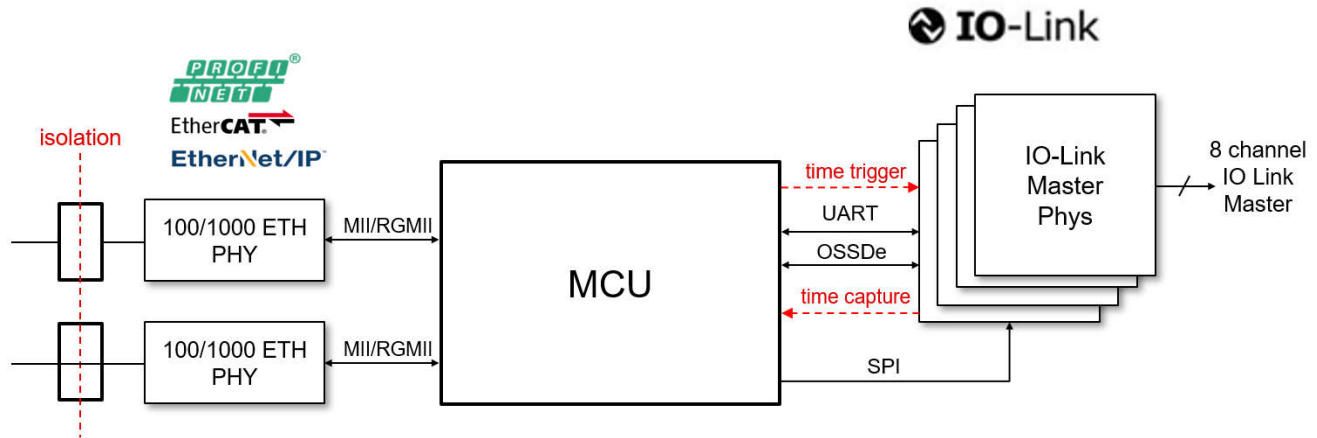 IO-Link
PROFI®
NET
EtherCAT®
EtherNet/IP™
isolation
100/1000 ETH
PHY
MII/RGMII
100/1000 ETH
PHY
MII/RGMII
MCU
time trigger
UART
OSSDe
time capture
SPI
IO-Link
Master
Phys
8 channel
IO Link
Master